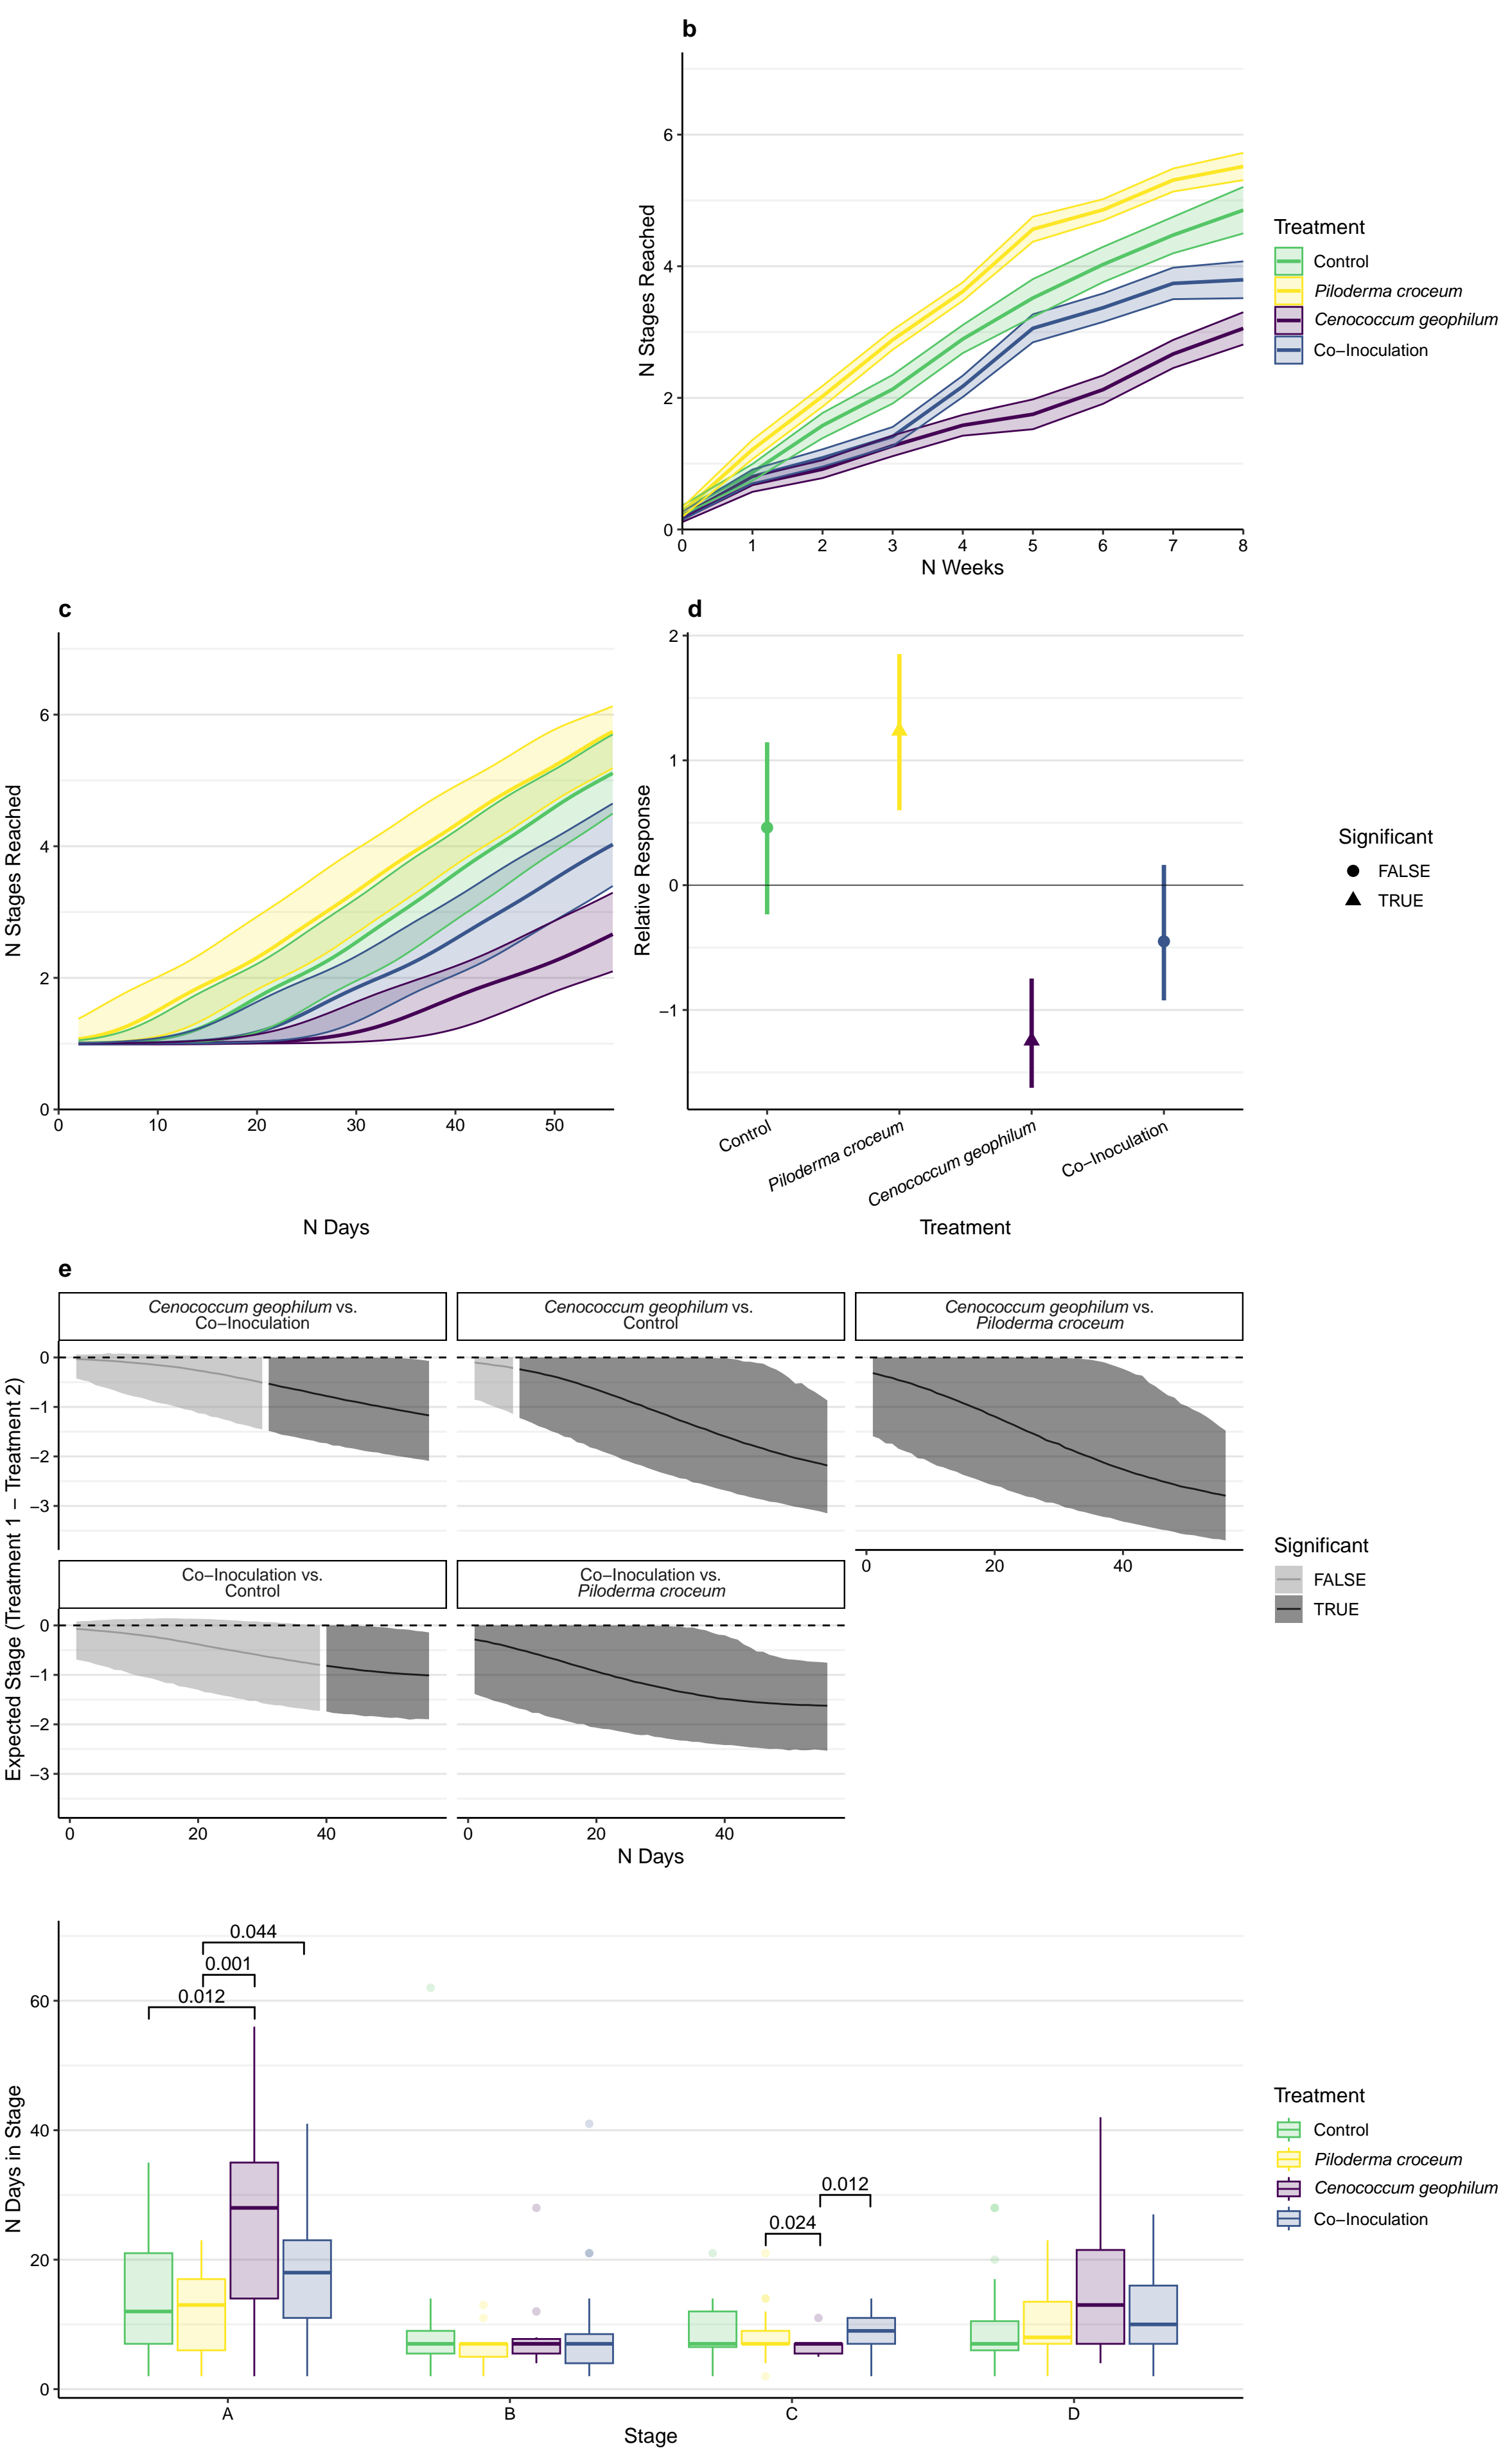 b
N Stages Reached
6
4
2
0
0 1 2 3 4 5 6 7 8
N Weeks
Treatment
Control
Piloderma croceum
Cenococcum geophilum
Co−Inoculation
c
N Stages Reached
6
4
2
0
0 10 20 30 40 50
N Days
d
Relative Response
2
1
0
−1
Control
Piloderma croceum
Cenococcum geophilum
Co−Inoculation
Treatment
Significant
FALSE
TRUE
e
Expected Stage (Treatment 1 − Treatment 2)
Cenococcum geophilum vs.
Co−Inoculation
Cenococcum geophilum vs.
Control
Cenococcum geophilum vs.
Piloderma croceum
0
−1
−2
−3
0 20 40
Co−Inoculation vs.
Control
Co−Inoculation vs.
Piloderma croceum
0
−1
−2
−3
0 20 40
0 20 40
N Days
Significant
FALSE
TRUE
N Days in Stage
60
40
20
0
0.044
0.001
0.012
0.012
0.024
A B C D
Stage
Treatment
Control
Piloderma croceum
Cenococcum geophilum
Co−Inoculation